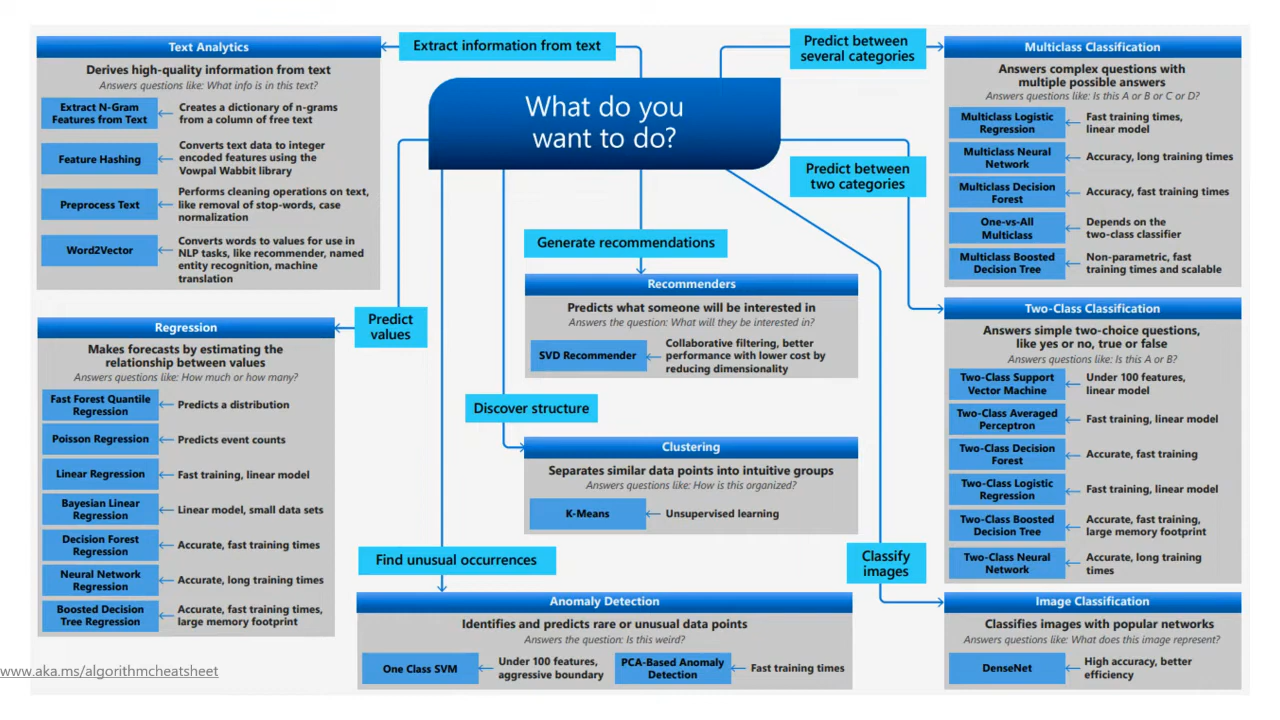 What do you
want to do?
Extract information from text
Text Analytics
Derives high-quality information from text
Answers questions like: What info is in this text?
Extract N-Gram
Features from Text
Creates a dictionary of n-grams
from a column of free text
Feature Hashing
Converts text data to integer
encoded features using the
Vowpal Wabbit library
Preprocess Text
Performs cleaning operations on text,
like removal of stop-words, case
normalization
Word2Vector
Converts words to values for use in
NLP tasks, like recommender, named
entity recognition, machine
translation
Predict
values
Regression
Makes forecasts by estimating the
relationship between values
Answers questions like: How much or how many?
Fast Forest Quantile
Regression
Predicts a distribution
Poisson Regression
Predicts event counts
Linear Regression
Fast training, linear model
Bayesian Linear
Regression
Linear model, small data sets
Decision Forest
Regression
Accurate, fast training times
Neural Network
Regression
Accurate, long training times
Boosted Decision
Tree Regression
Accurate, fast training times,
large memory footprint
Generate recommendations
Recommenders
Predicts what someone will be interested in
Answers the question: What will they be interested in?
SVD Recommender
Collaborative filtering, better
performance with lower cost by
reducing dimensionality
Discover structure
Clustering
Separates similar data points into intuitive groups
Answers questions like: How is this organized?
K-Means
Unsupervised learning
Find unusual occurrences
Anomaly Detection
Identifies and predicts rare or unusual data points
Answers the question: Is this weird?
One Class SVM
Under 100 features,
aggressive boundary
PCA-Based Anomaly
Detection
Fast training times
Predict between
several categories
Multiclass Classification
Answers complex questions with
multiple possible answers
Answers questions like: Is this A or B or C or D?
Multiclass Logistic
Regression
Fast training times,
linear model
Multiclass Neural
Network
Accuracy, long training times
Multiclass Decision
Forest
Accuracy, fast training times
One-vs-All
Multiclass
Depends on the
two-class classifier
Multiclass Boosted
Decision Tree
Non-parametric, fast
training times and scalable
Predict between
two categories
Two-Class Classification
Answers simple two-choice questions,
like yes or no, true or false
Answers questions like: Is this A or B?
Two-Class Support
Vector Machine
Under 100 features,
linear model
Two-Class Averaged
Perceptron
Fast training, linear model
Two-Class Decision
Forest
Accurate, fast training
Two-Class Logistic
Regression
Fast training, linear model
Two-Class Boosted
Decision Tree
Accurate, fast training,
large memory footprint
Two-Class Neural
Network
Accurate, long training
times
Classify
images
Image Classification
Classifies images with popular networks
Answers questions like: What does this image represent?
DenseNet
High accuracy, better
efficiency
www.aka.ms/algorithmcheatsheet